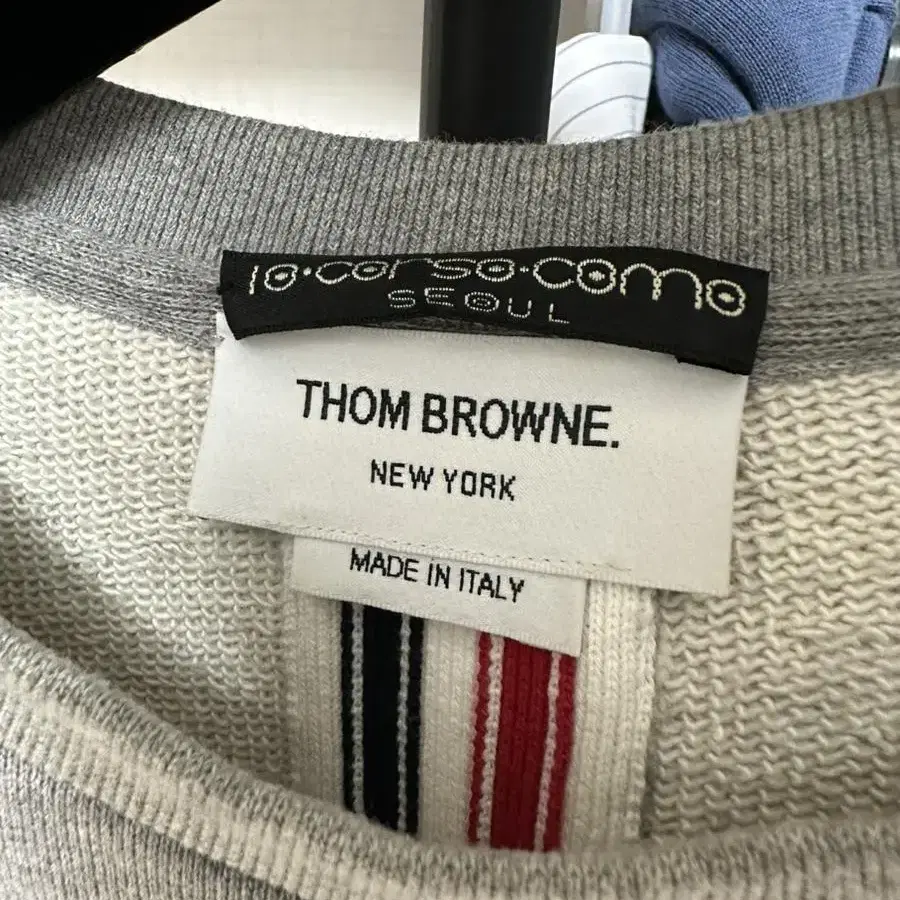 10·corso·como
SEOUL
THOM BROWNE.
NEW YORK
MADE IN ITALY